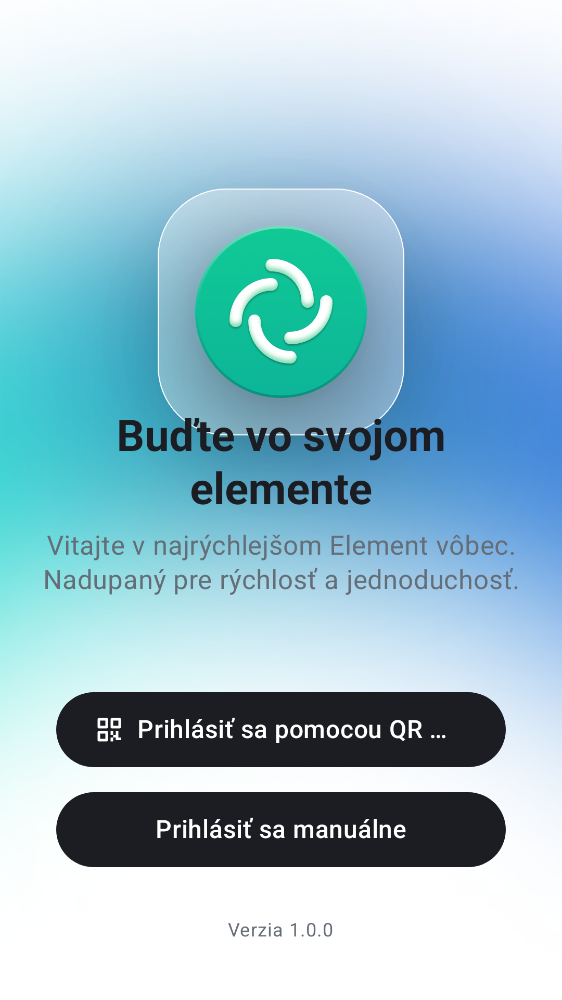 Buďte vo svojom
elemente
Vitajte v najrýchlejšom Element vôbec.
Nadupaný pre rýchlosť a jednoduchosť.
Prihlásiť sa pomocou QR …
Prihlásiť sa manuálne
Verzia 1.0.0